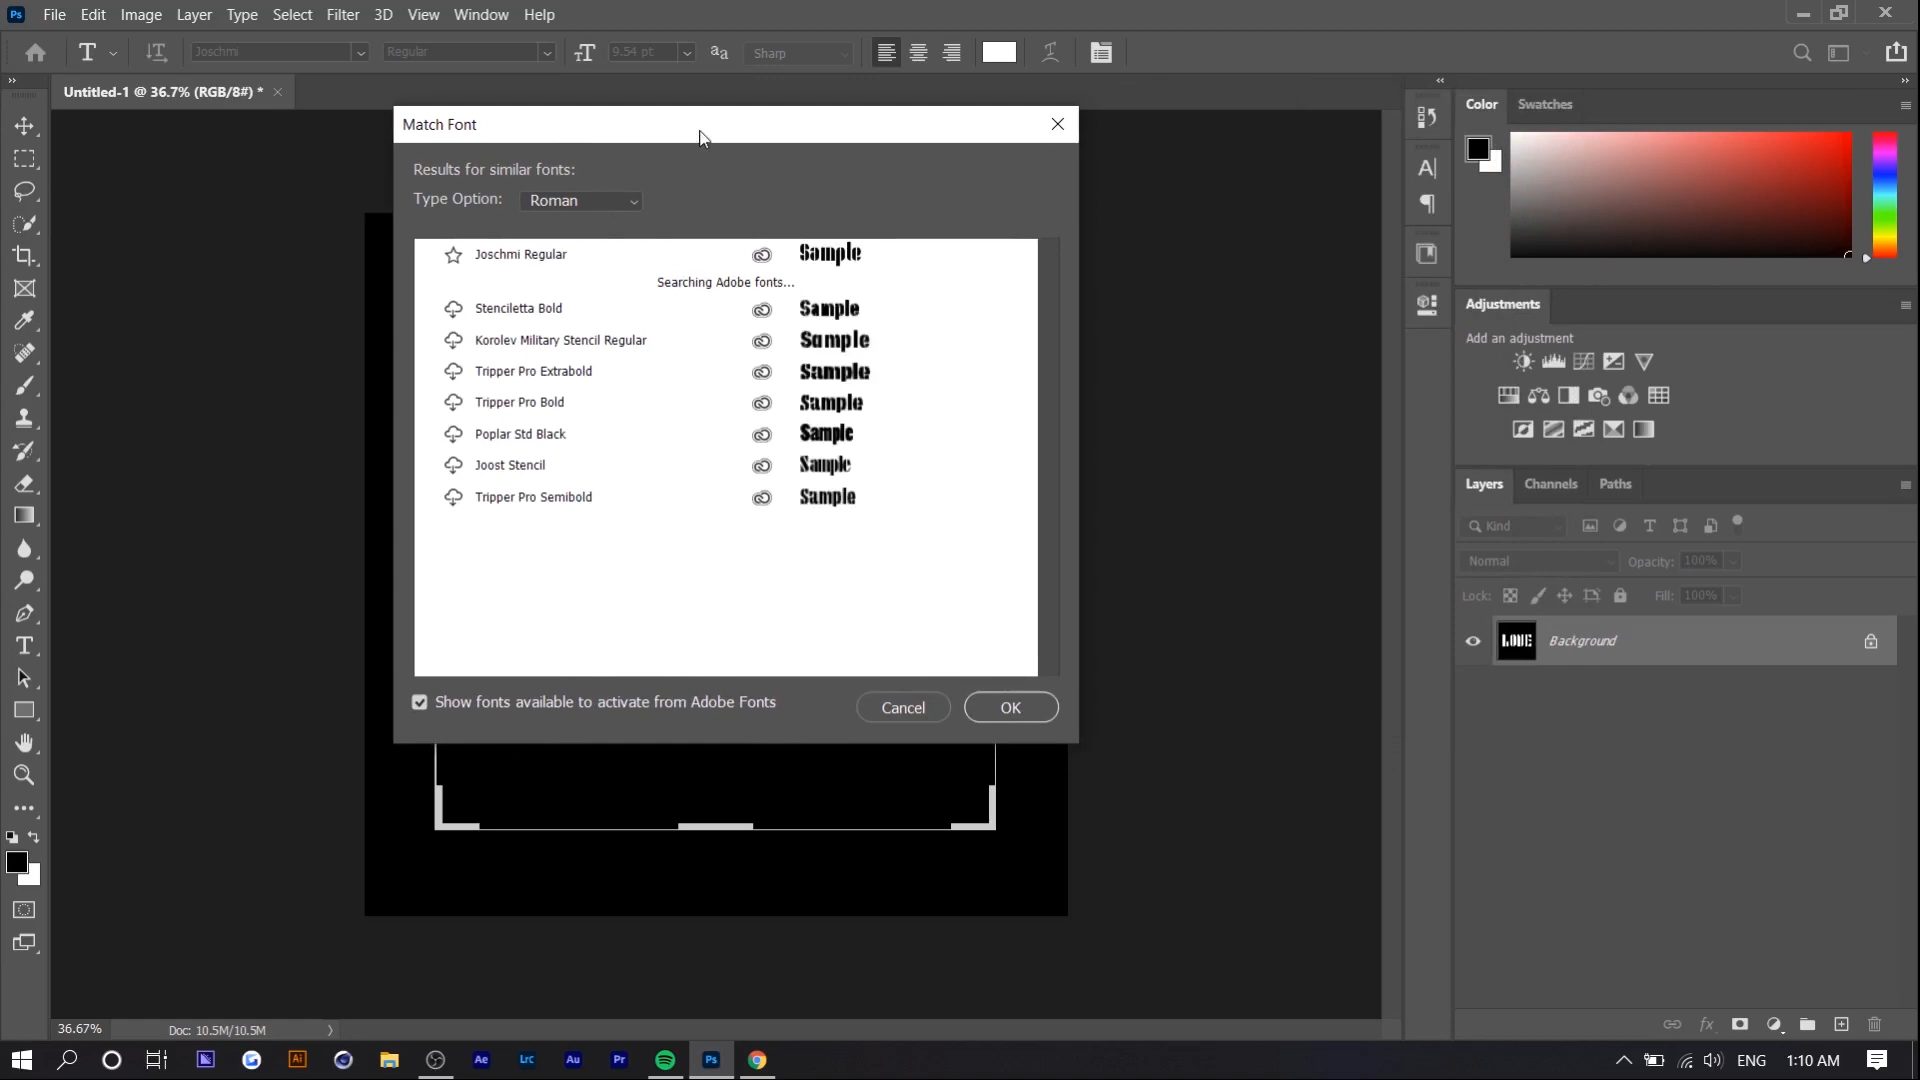 Ps File Edit Image Layer Type Select Filter 3D View Window Help
T Joschmi Regular 9.54 pt aa Sharp
Untitled-1 @ 36.7% (RGB/8#) *
Match Font
Results for similar fonts:
Type Option: Roman
Joschmi Regular Sample
Searching Adobe fonts...
Stenciletta Bold Sample
Korolev Military Stencil Regular Sample
Tripper Pro Extrabold Sample
Tripper Pro Bold Sample
Poplar Std Black Sample
Joost Stencil Sample
Tripper Pro Semibold Sample
Show fonts available to activate from Adobe Fonts
Cancel OK
Color Swatches
Adjustments
Add an adjustment
Layers Channels Paths
Kind
Normal Opacity: 100%
Lock: Fill: 100%
LOVE Background
fx
36.67% Doc: 10.5M/10.5M
Ai Ae Lrc Au Pr Ps ENG 1:10 AM